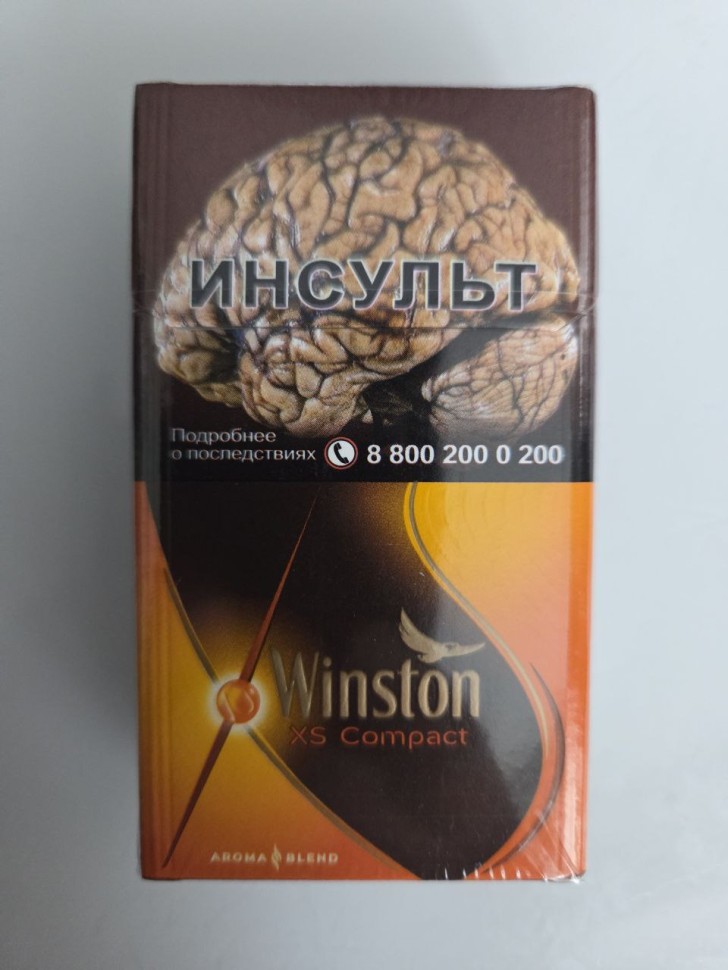 ИНСУЛЬТ
Подробнее
о последствиях 8 800 200 0 200
Winston
XS Compact
AROMA BLEND